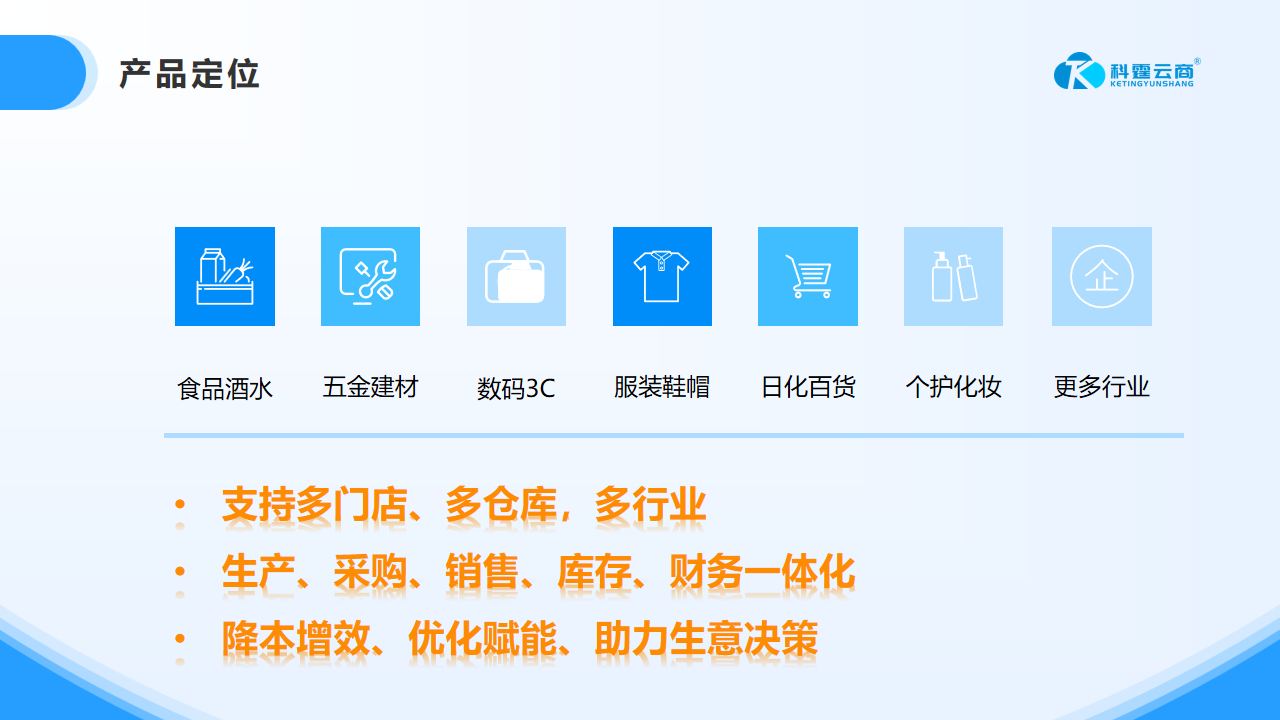 产品定位
科霆云商®
KETINGYUNSHANG
企
食品酒水
五金建材
数码3C
服装鞋帽
日化百货
个护化妆
更多行业
• 支持多门店、多仓库，多行业
• 生产、采购、销售、库存、财务一体化
• 降本增效、优化赋能、助力生意决策